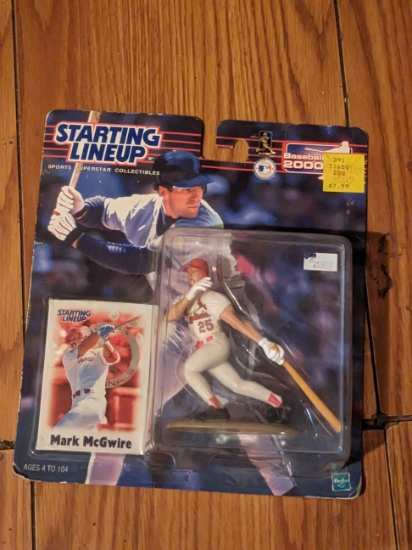 STARTING
LINEUP
SPORTS SUPERSTAR COLLECTIBLES
Baseball
2000
371
$7.99
25
STARTING
LINEUP
Mark McGwire
AGES 4 TO 104
Hasbro